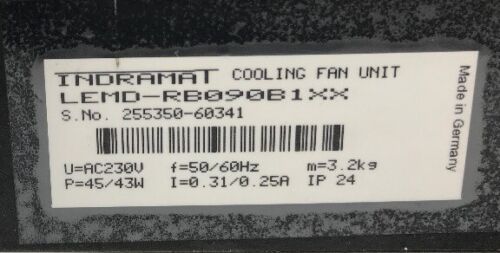 INDRAMAT COOLING FAN UNIT
LEMD-RB090B1XX
S.No. 255350-60341
U=AC230V f=50/60Hz m=3.2kg
P=45/43W I=0.31/0.25A IP 24
Made in Germany